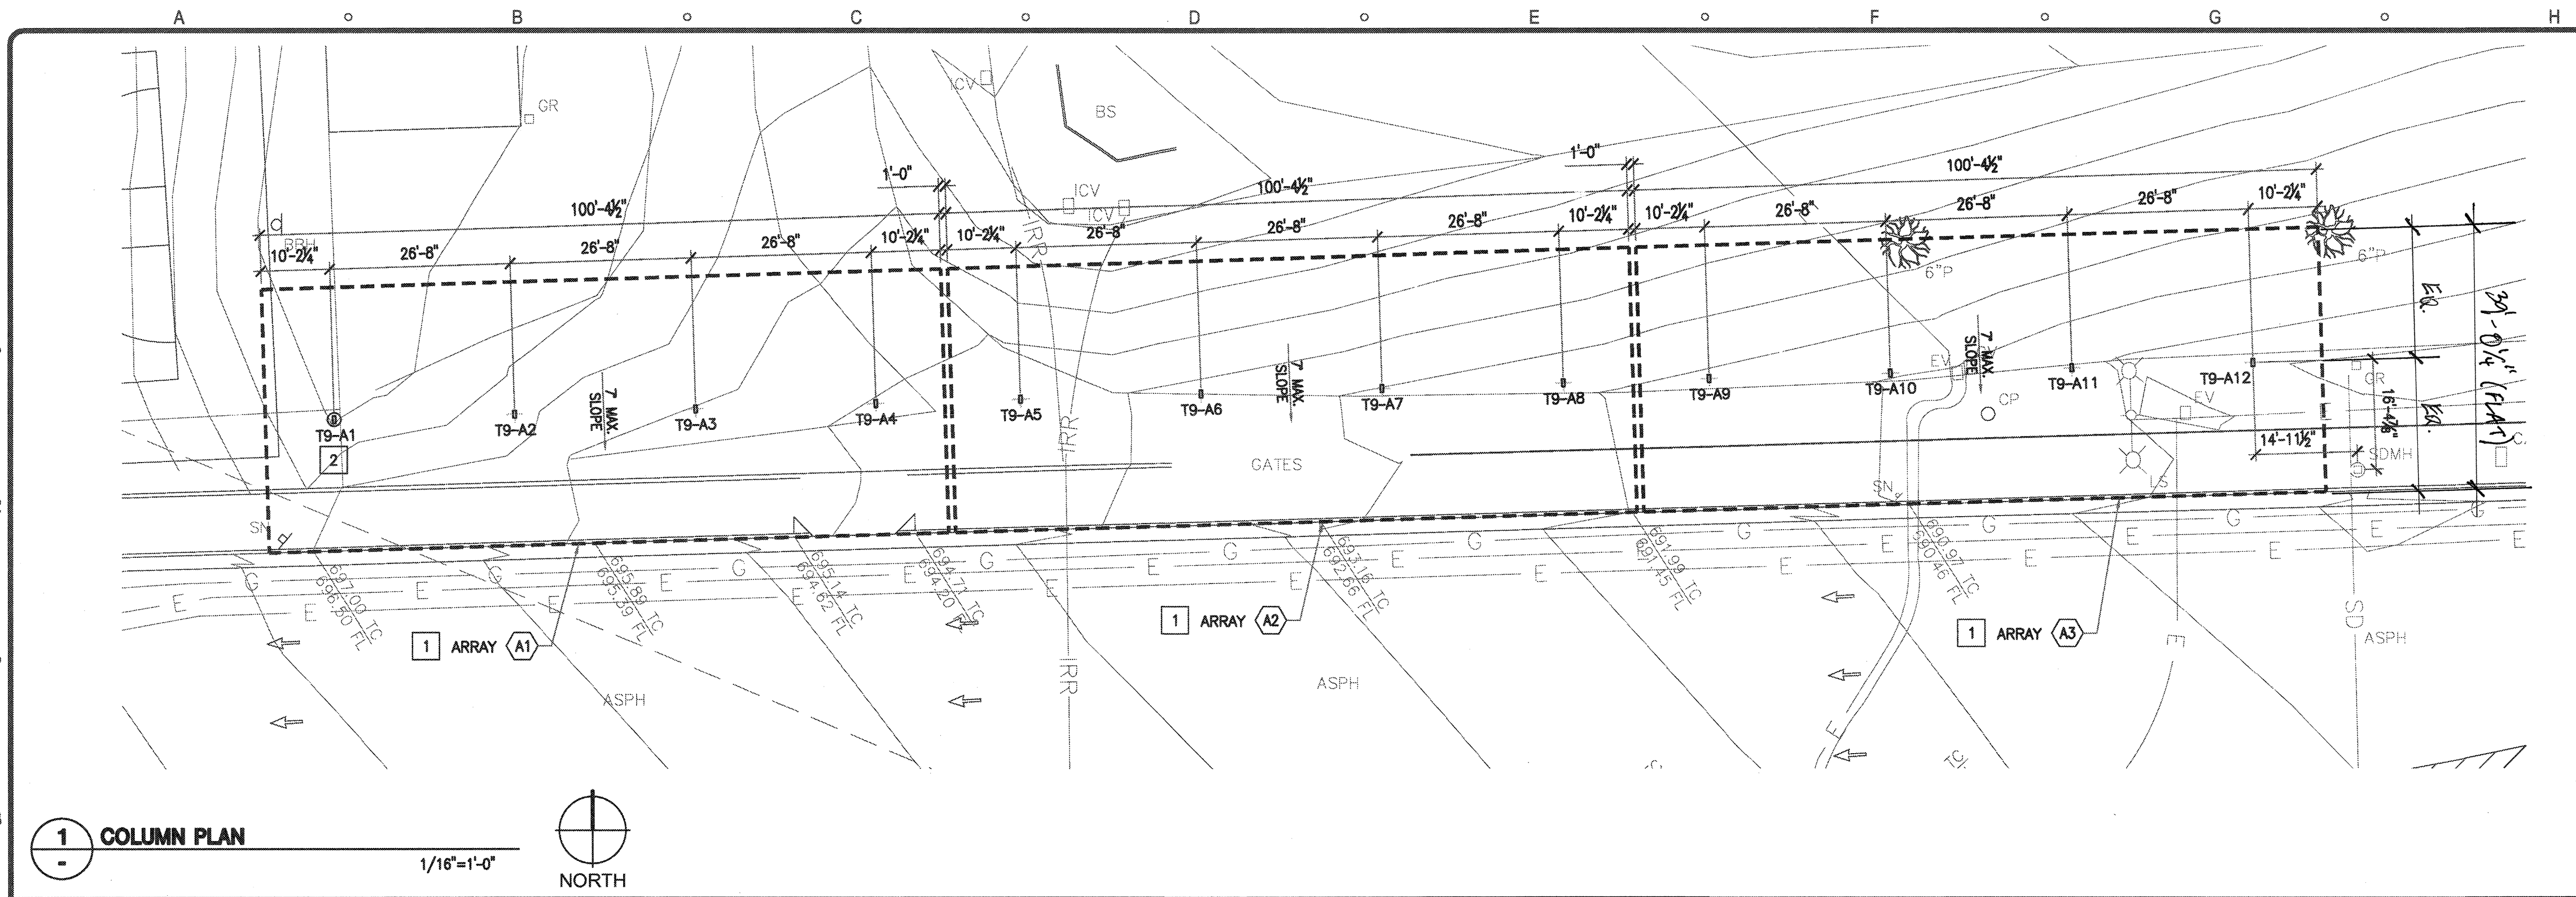 A B C D E F G H
GR
ICV
BS
1'-0"
1'-0"
100'-4½"
100'-4½"
100'-4½"
ICV
ICV
BRH
IRR
10'-2¼" 26'-8" 26'-8" 26'-8" 10'-2¼"
10'-2¼" 26'-8" 26'-8" 26'-8" 10'-2¼"
10'-2¼" 26'-8" 26'-8" 26'-8" 10'-2¼"
6"P
6"P
EQ.
39'-0¼" (FLAT)
7° MAX.
SLOPE
7° MAX.
SLOPE
7° MAX.
SLOPE
EV
GR
T9-A1
T9-A2
T9-A3
T9-A4
T9-A5
T9-A6
T9-A7
T9-A8
T9-A9
T9-A10
T9-A11
T9-A12
CP
EV
16'-4⅞"
EQ.
2
IRR
GATES
14'-11½"
SDMH
SN
SN
LS
G G G G G G G G
E E E E E E E E E
697.00 TC
696.50 FL
695.89 TC
695.39 FL
695.14 TC
694.62 FL
694.71 TC
694.20 FL
693.16 TC
692.66 FL
691.99 TC
691.45 FL
690.97 TC
690.46 FL
1 ARRAY A1
1 ARRAY A2
1 ARRAY A3
IRR
SD
E
E
ASPH
ASPH
ASPH
TC
1
-
COLUMN PLAN
1/16"=1'-0"
NORTH